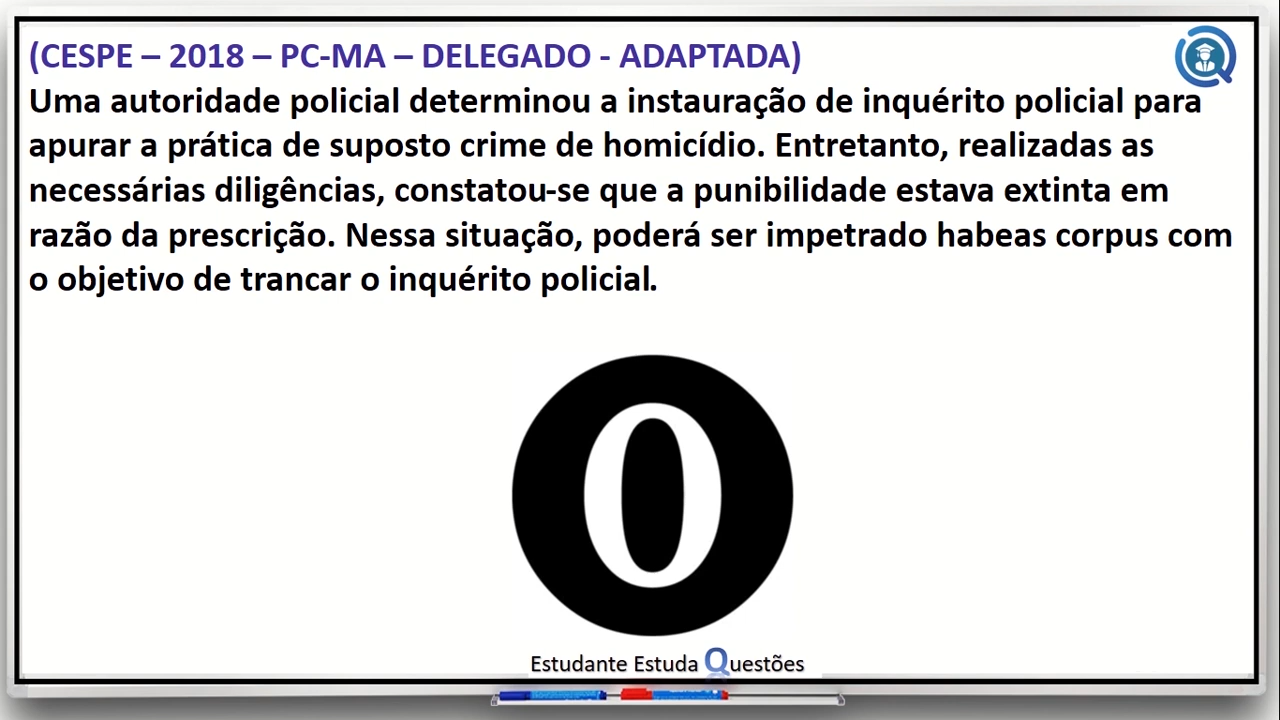 (CESPE – 2018 – PC-MA – DELEGADO - ADAPTADA)
Uma autoridade policial determinou a instauração de inquérito policial para
apurar a prática de suposto crime de homicídio. Entretanto, realizadas as
necessárias diligências, constatou-se que a punibilidade estava extinta em
razão da prescrição. Nessa situação, poderá ser impetrado habeas corpus com
o objetivo de trancar o inquérito policial.
0
Estudante Estuda Questões